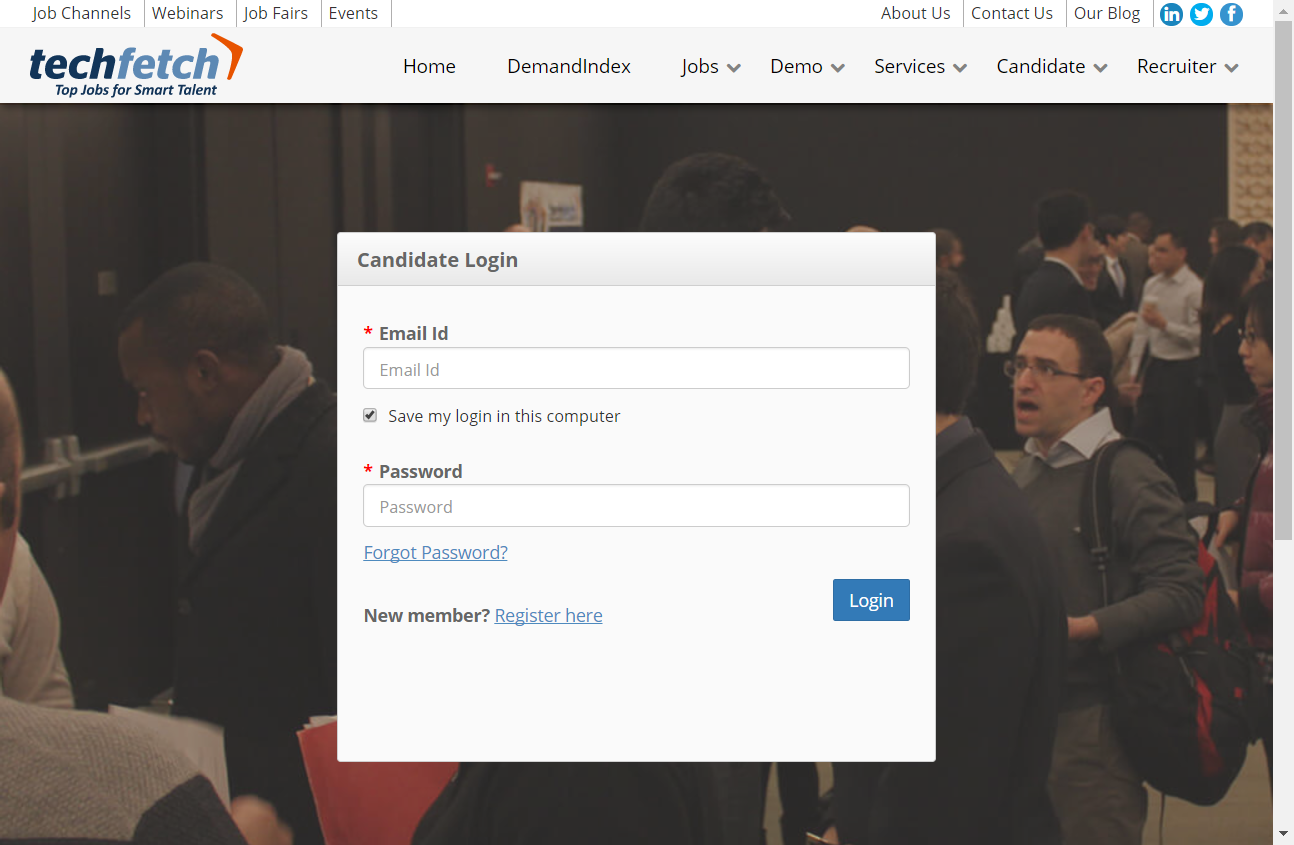 Job Channels Webinars Job Fairs Events About Us Contact Us Our Blog in f
techfetch
Top Jobs for Smart Talent
Home DemandIndex Jobs Demo Services Candidate Recruiter
Candidate Login
* Email Id
Email Id
Save my login in this computer
* Password
Password
Forgot Password?
Login
New member? Register here